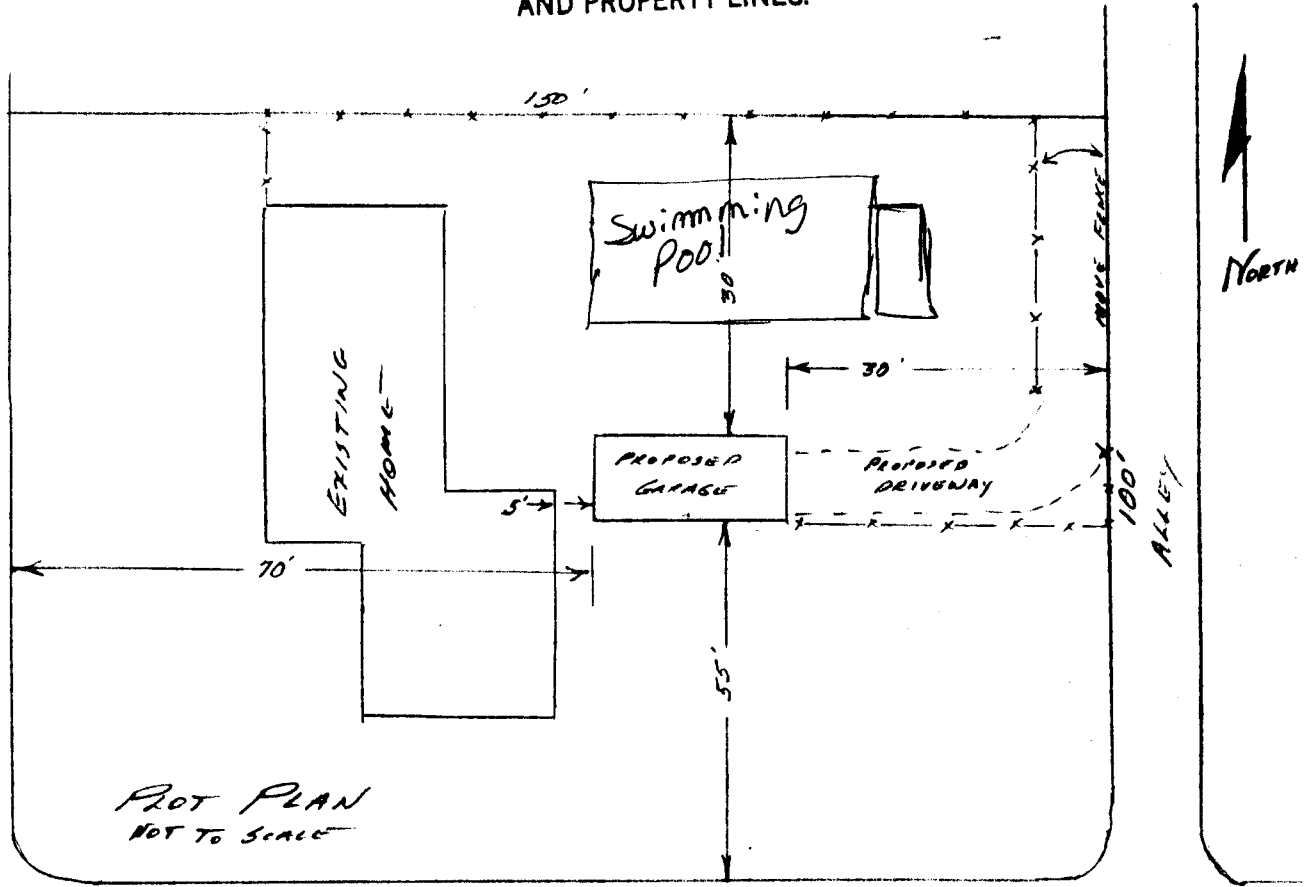 AND PROPERTY LINES.
150'
Swimming
Pool
30
MOVE FENCE
NORTH
30'
EXISTING
HOME
PROPOSED
GARAGE
PROPOSED
DRIVEWAY
5'
100'
ALLEY
70'
55'
PLOT PLAN
NOT TO SCALE